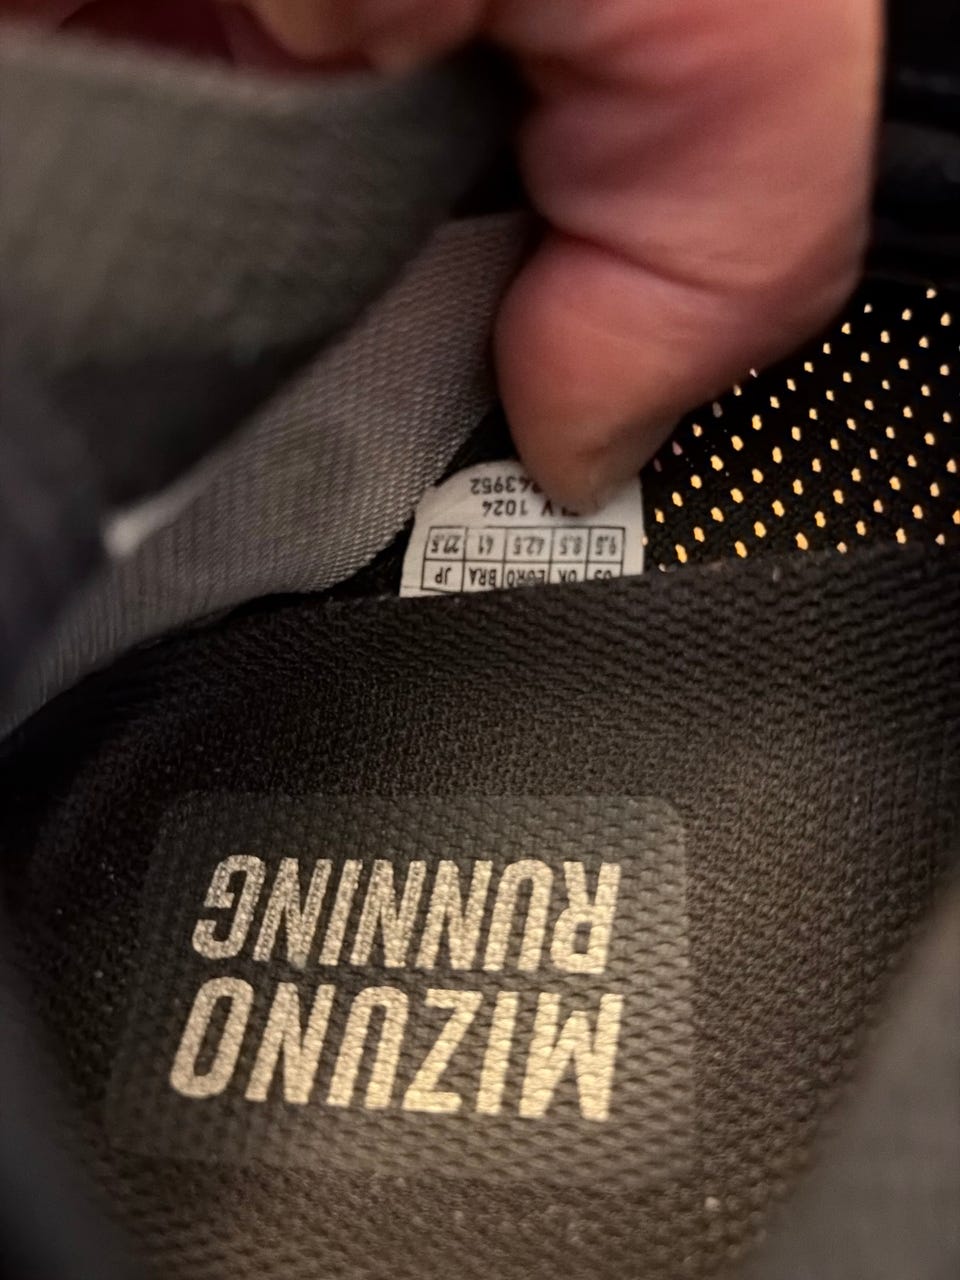 MIZUNO
RUNNING
US UK EURO BRA JP
9.5 8.5 42.5 41 27.5
1024